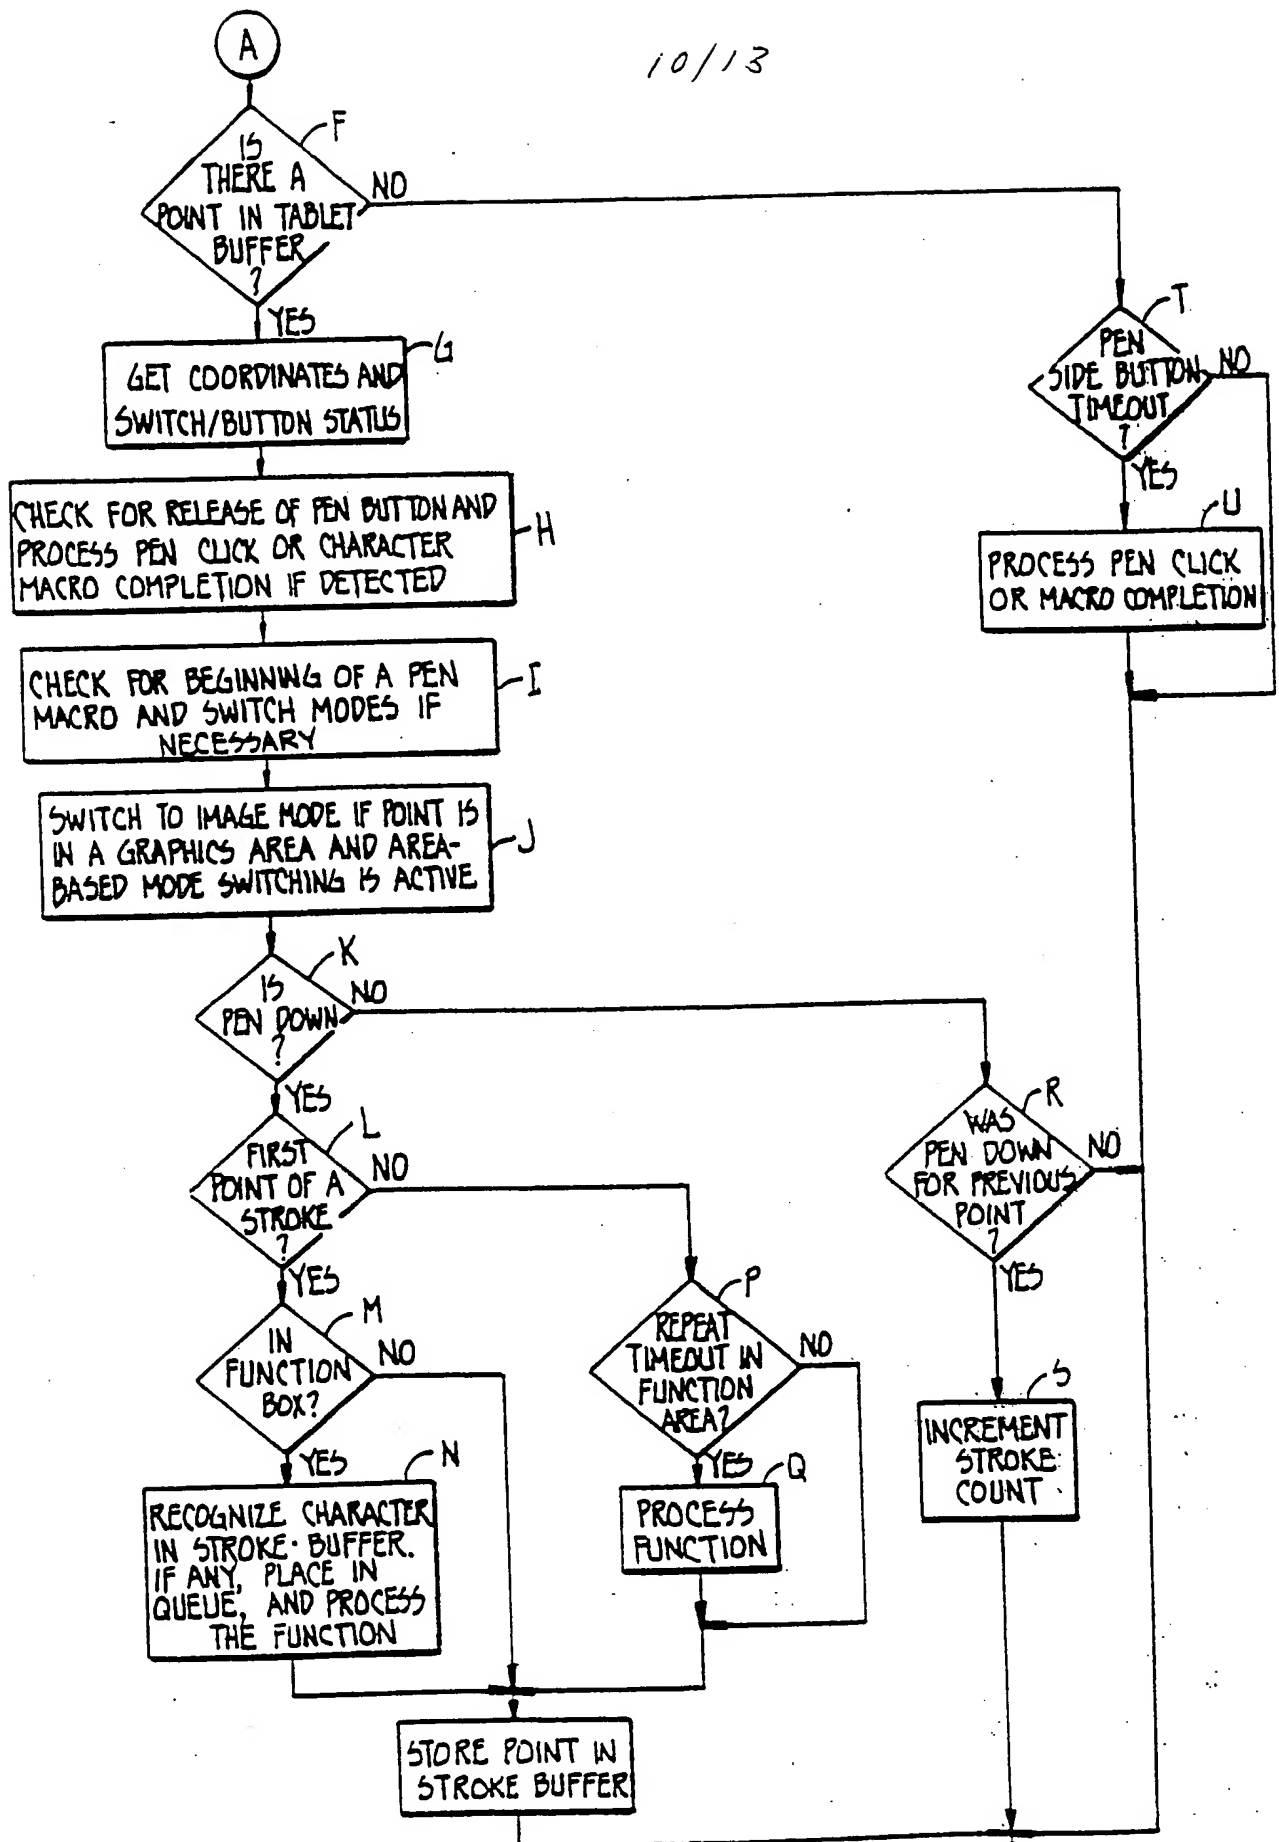 10/13
A
F
IS
THERE A
POINT IN TABLET
BUFFER
?
NO
YES
G
GET COORDINATES AND
SWITCH/BUTTON STATUS
T
PEN
SIDE BUTTON
TIMEOUT
?
NO
YES
U
PROCESS PEN CLICK
OR MACRO COMPLETION
H
CHECK FOR RELEASE OF PEN BUTTON AND
PROCESS PEN CLICK OR CHARACTER
MACRO COMPLETION IF DETECTED
I
CHECK FOR BEGINNING OF A PEN
MACRO AND SWITCH MODES IF
NECESSARY
J
SWITCH TO IMAGE MODE IF POINT IS
IN A GRAPHICS AREA AND AREA-
BASED MODE SWITCHING IS ACTIVE
K
IS
PEN DOWN
?
NO
YES
L
FIRST
POINT OF A
STROKE
?
NO
YES
R
WAS
PEN DOWN
FOR PREVIOUS
POINT
?
NO
YES
M
IN
FUNCTION
BOX?
NO
YES
P
REPEAT
TIMEOUT IN
FUNCTION
AREA?
NO
YES
S
INCREMENT
STROKE
COUNT
N
RECOGNIZE CHARACTER
IN STROKE BUFFER.
IF ANY, PLACE IN
QUEUE, AND PROCESS
THE FUNCTION
Q
PROCESS
FUNCTION
STORE POINT IN
STROKE BUFFER